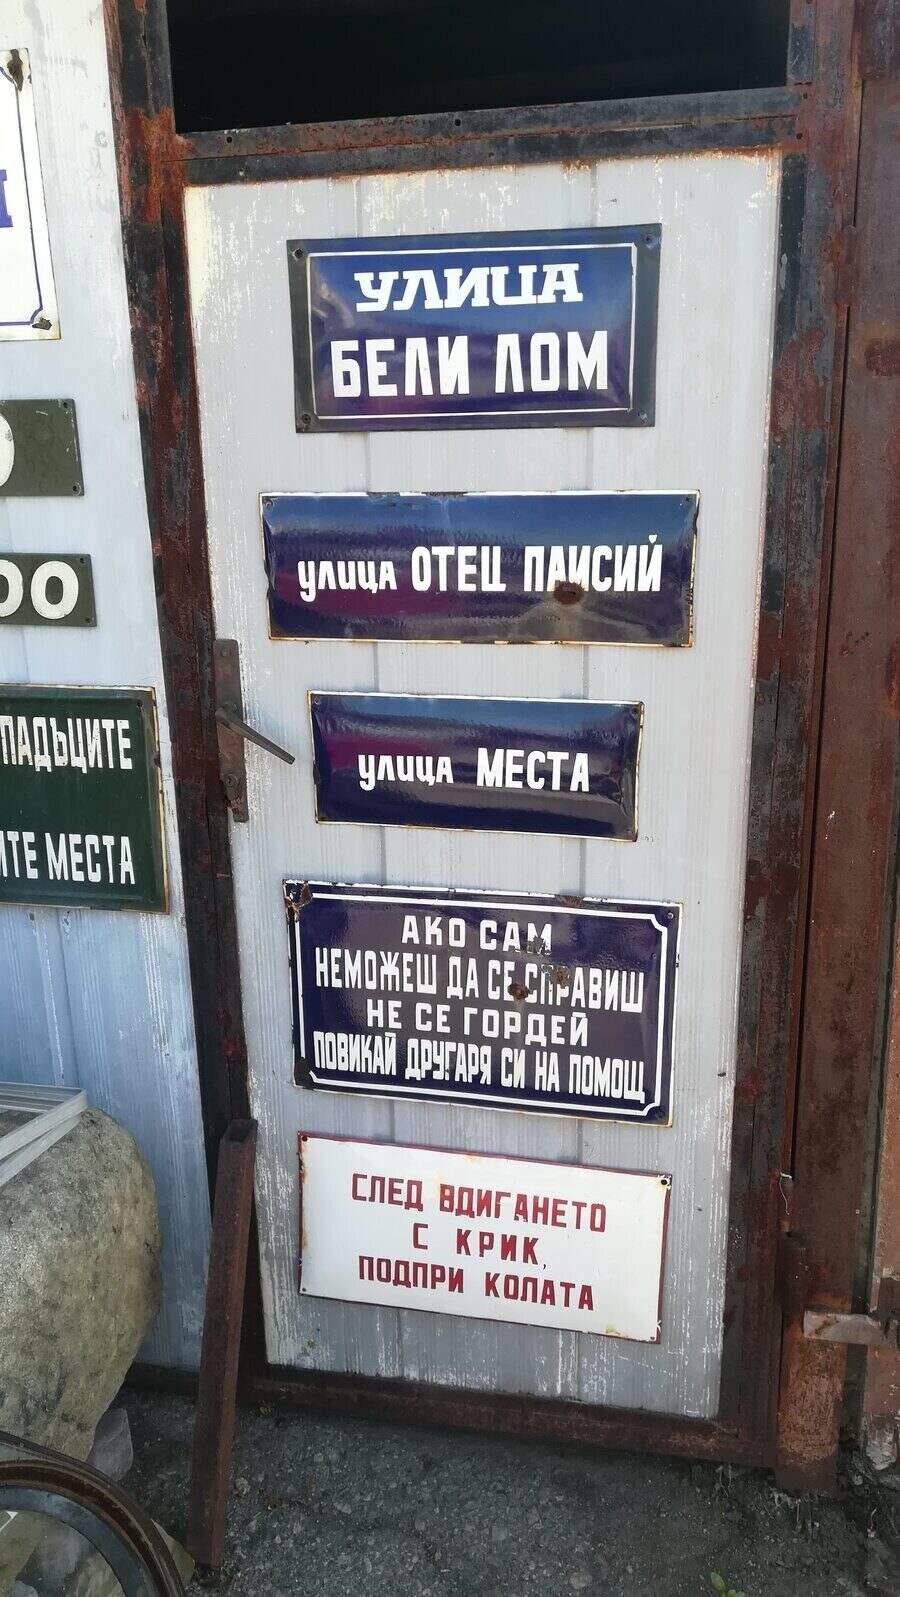 УЛИЦА
БЕЛИ ЛОМ
улица ОТЕЦ ПАИСИЙ
улица МЕСТА
АКО САМ
НЕМОЖЕШ ДА СЕ СПРАВИШ
НЕ СЕ ГОРДЕЙ
ПОВИКАЙ ДРУГАРЯ СИ НА ПОМОЩ
СЛЕД ВДИГАНЕТО
С КРИК,
ПОДПРИ КОЛАТА
ПАДЪЦИТЕ
ИТЕ МЕСТА